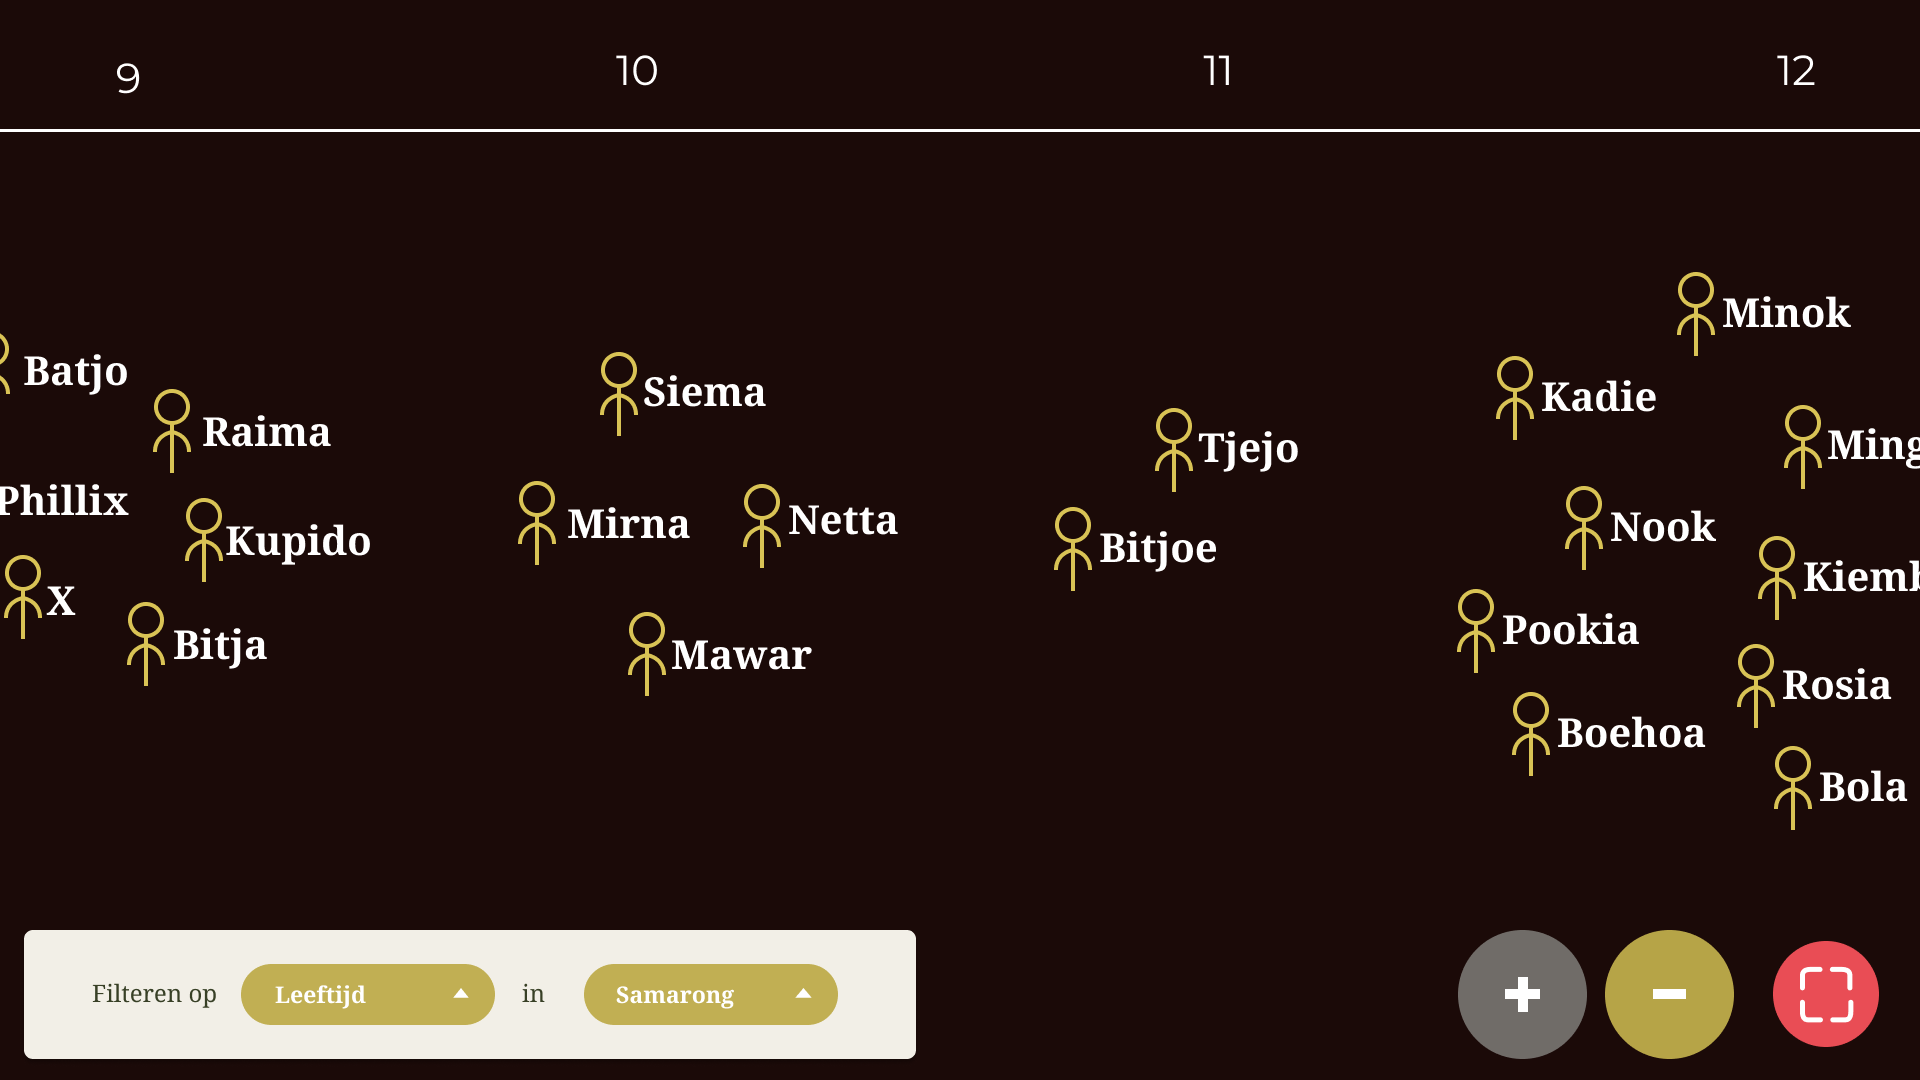 9 10 11 12
Minok
Batjo
Siema
Kadie
Raima
Tjejo
Ming
Phillix
Kupido
Mirna
Netta
Bitjoe
Nook
X
Kiemb
Bitja
Mawar
Pookia
Rosia
Boehoa
Bola
Filteren op Leeftijd in Samarong